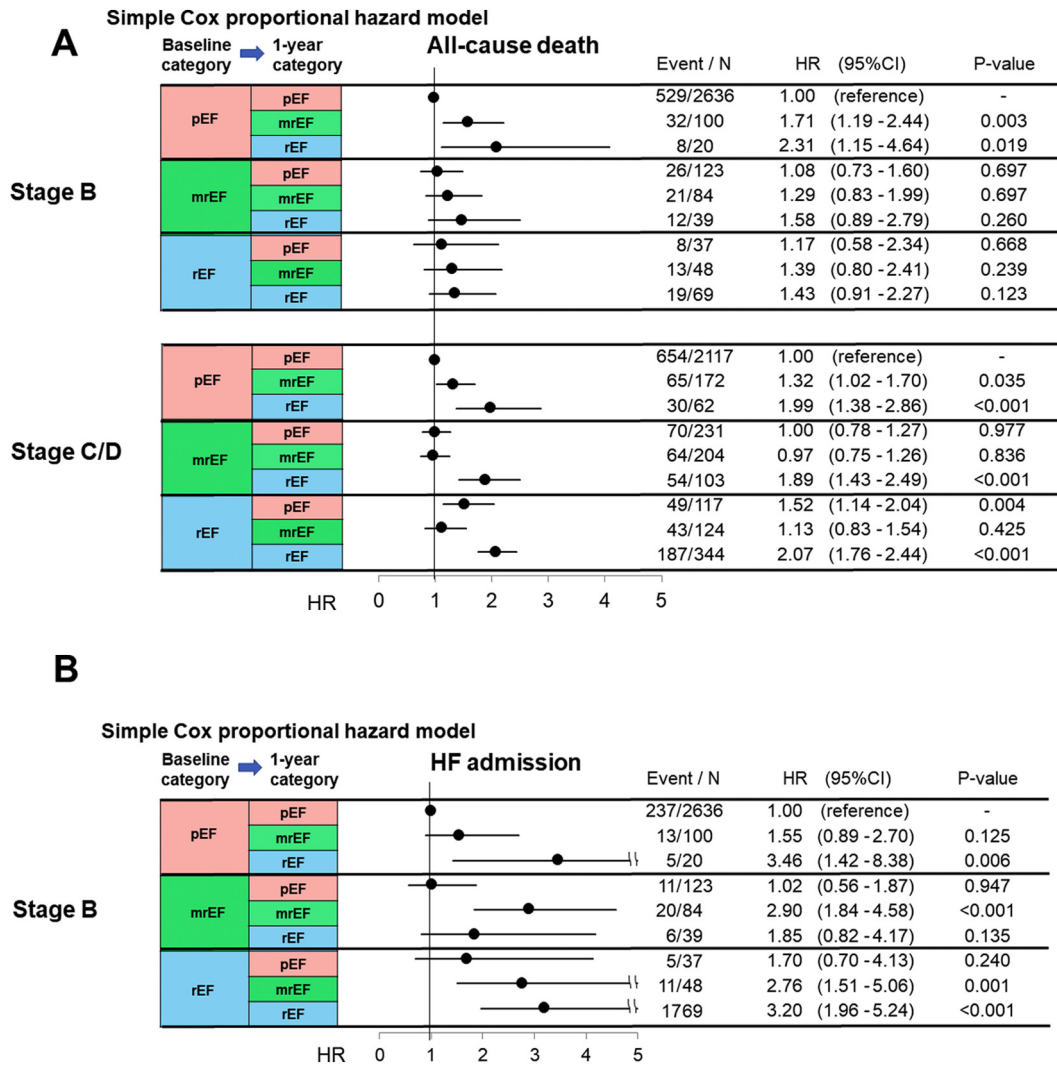 Simple Cox proportional hazard model
A
Baseline category 1-year category All-cause death Event / N HR (95%CI) P-value
pEF
pEF 529/2636 1.00 (reference) -
mrEF 32/100 1.71 (1.19 -2.44) 0.003
rEF 8/20 2.31 (1.15 -4.64) 0.019
Stage B
mrEF
pEF 26/123 1.08 (0.73 -1.60) 0.697
mrEF 21/84 1.29 (0.83 -1.99) 0.697
rEF 12/39 1.58 (0.89 -2.79) 0.260
rEF
pEF 8/37 1.17 (0.58 -2.34) 0.668
mrEF 13/48 1.39 (0.80 -2.41) 0.239
rEF 19/69 1.43 (0.91 -2.27) 0.123
pEF
pEF 654/2117 1.00 (reference) -
mrEF 65/172 1.32 (1.02 -1.70) 0.035
rEF 30/62 1.99 (1.38 -2.86) <0.001
Stage C/D
mrEF
pEF 70/231 1.00 (0.78 -1.27) 0.977
mrEF 64/204 0.97 (0.75 -1.26) 0.836
rEF 54/103 1.89 (1.43 -2.49) <0.001
rEF
pEF 49/117 1.52 (1.14 -2.04) 0.004
mrEF 43/124 1.13 (0.83 -1.54) 0.425
rEF 187/344 2.07 (1.76 -2.44) <0.001
HR 0 1 2 3 4 5
B
Simple Cox proportional hazard model
Baseline category 1-year category HF admission Event / N HR (95%CI) P-value
pEF
pEF 237/2636 1.00 (reference) -
mrEF 13/100 1.55 (0.89 -2.70) 0.125
rEF 5/20 3.46 (1.42 -8.38) 0.006
Stage B
mrEF
pEF 11/123 1.02 (0.56 -1.87) 0.947
mrEF 20/84 2.90 (1.84 -4.58) <0.001
rEF 6/39 1.85 (0.82 -4.17) 0.135
rEF
pEF 5/37 1.70 (0.70 -4.13) 0.240
mrEF 11/48 2.76 (1.51 -5.06) 0.001
rEF 1769 3.20 (1.96 -5.24) <0.001
HR 0 1 2 3 4 5